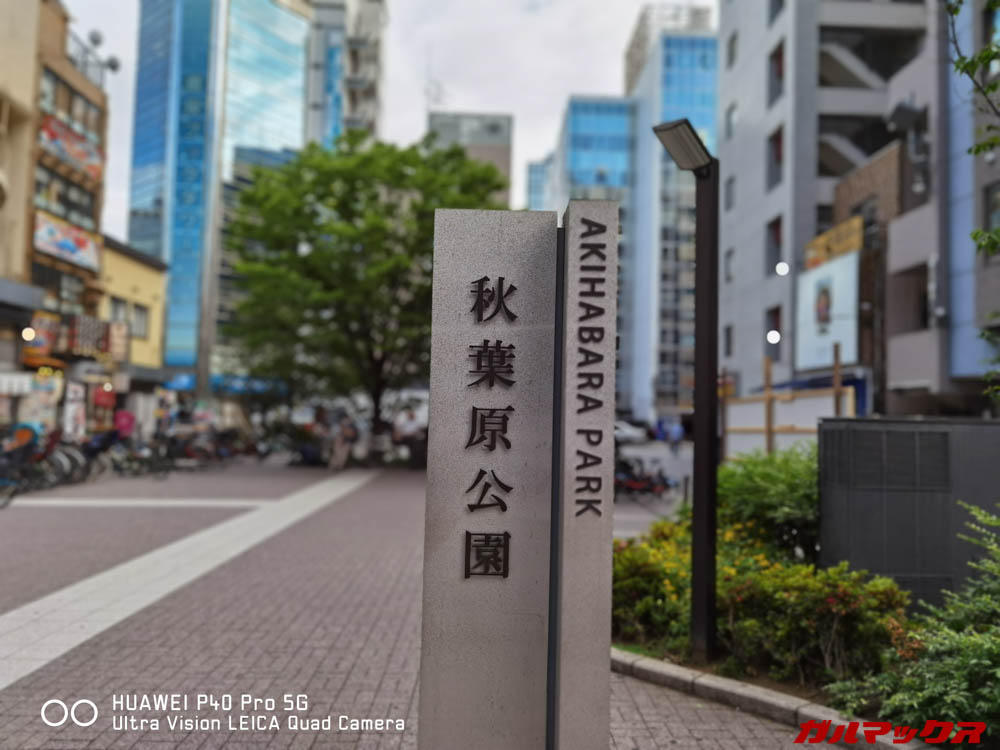 秋葉原公園
AKIHABARA PARK
HUAWEI P40 Pro 5G
Ultra Vision LEICA Quad Camera
ガルマックス